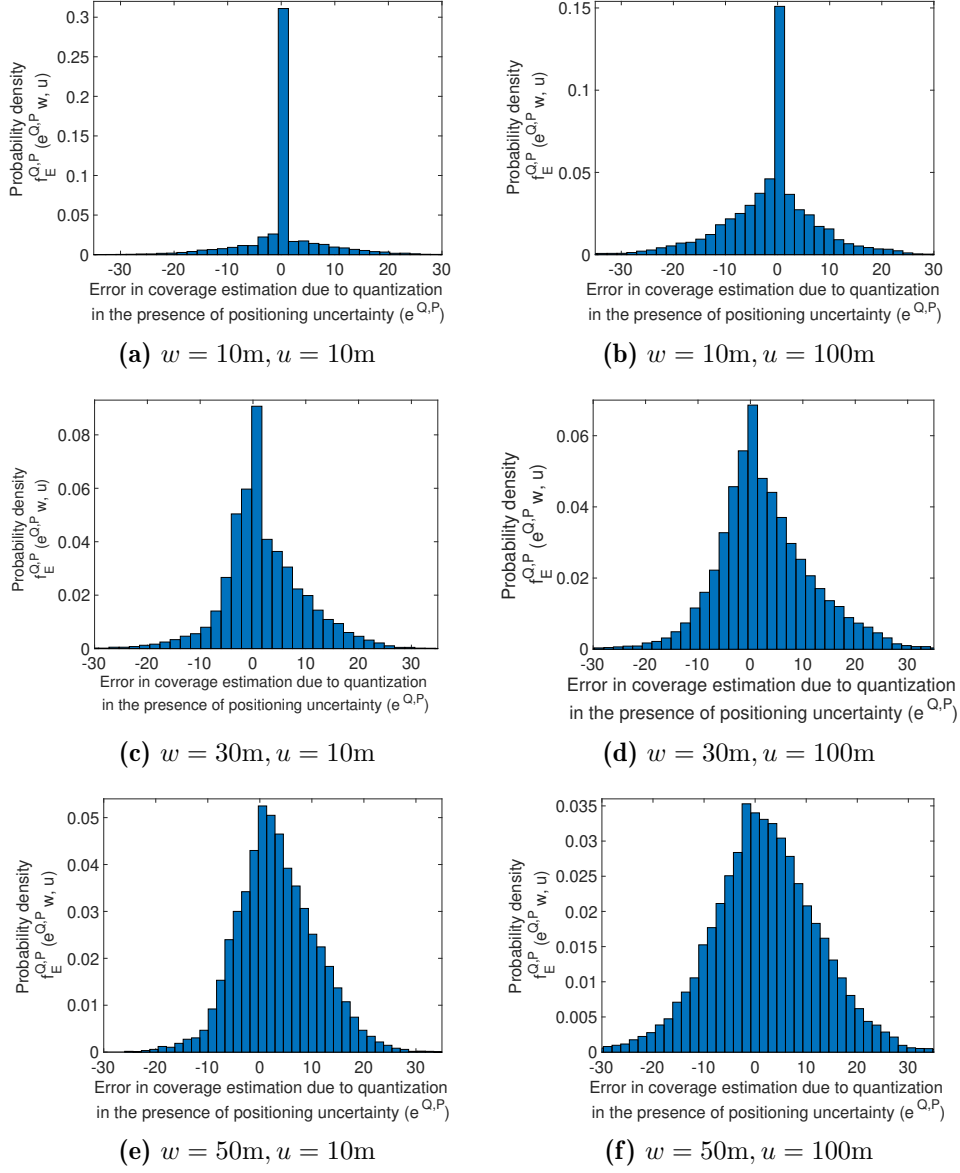 0.3
0.25
0.2
0.15
0.1
0.05
0
-30 -20 -10 0 10 20 30
Probability density
f_E^{Q,P} (e^{Q,P} w, u)
Error in coverage estimation due to quantization
in the presence of positioning uncertainty (e^{Q,P})
(a) w = 10m, u = 10m
0.15
0.1
0.05
0
-30 -20 -10 0 10 20 30
Probability density
f_E^{Q,P} (e^{Q,P} w, u)
Error in coverage estimation due to quantization
in the presence of positioning uncertainty (e^{Q,P})
(b) w = 10m, u = 100m
0.08
0.06
0.04
0.02
0
-30 -20 -10 0 10 20 30
Probability density
f_E^{Q,P} (e^{Q,P} w, u)
Error in coverage estimation due to quantization
in the presence of positioning uncertainty (e^{Q,P})
(c) w = 30m, u = 10m
0.06
0.04
0.02
0
-30 -20 -10 0 10 20 30
Probability density
f_E^{Q,P} (e^{Q,P} w, u)
Error in coverage estimation due to quantization
in the presence of positioning uncertainty (e^{Q,P})
(d) w = 30m, u = 100m
0.05
0.04
0.03
0.02
0.01
0
-30 -20 -10 0 10 20 30
Probability density
f_E^{Q,P} (e^{Q,P} w, u)
Error in coverage estimation due to quantization
in the presence of positioning uncertainty (e^{Q,P})
(e) w = 50m, u = 10m
0.035
0.03
0.025
0.02
0.015
0.01
0.005
0
-30 -20 -10 0 10 20 30
Probability density
f_E^{Q,P} (e^{Q,P} w, u)
Error in coverage estimation due to quantization
in the presence of positioning uncertainty (e^{Q,P})
(f) w = 50m, u = 100m